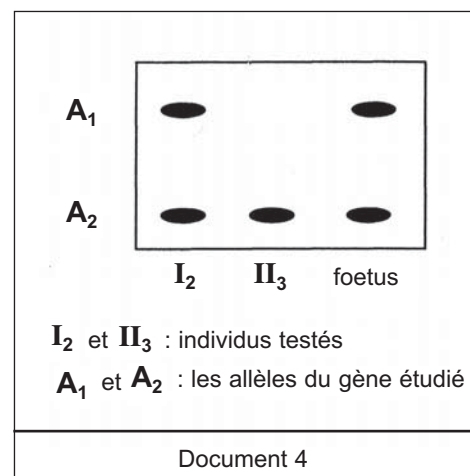 A₁
A₂
I₂ II₃ foetus
I₂ et II₃ : individus testés
A₁ et A₂ : les allèles du gène étudié
Document 4